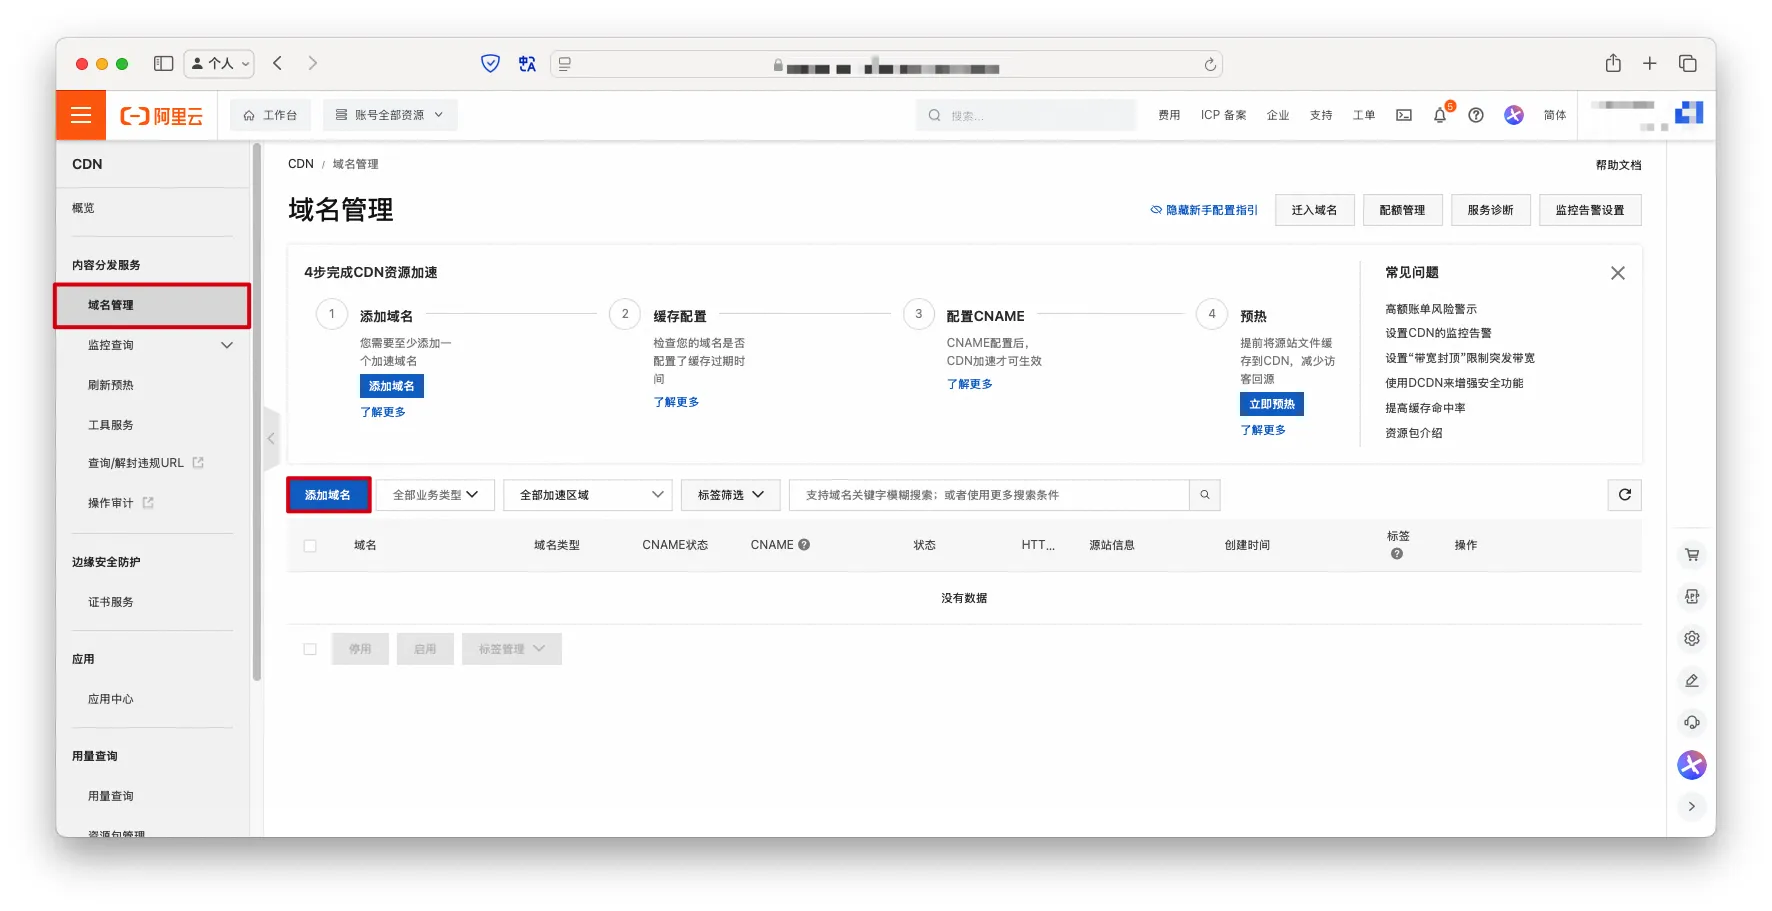 个人
阿里云
工作台
账号全部资源
搜索...
费用
ICP 备案
企业
支持
工单
5
简体
CDN
概览
内容分发服务
域名管理
监控查询
刷新预热
工具服务
查询/解封违规URL
操作审计
边缘安全防护
证书服务
应用
应用中心
用量查询
用量查询
资源包管理
CDN / 域名管理
帮助文档
域名管理
隐藏新手配置指引
迁入域名
配额管理
服务诊断
监控告警设置
4步完成CDN资源加速
1
添加域名
您需要至少添加一
个加速域名
添加域名
了解更多
2
缓存配置
检查您的域名是否
配置了缓存过期时
间
了解更多
3
配置CNAME
CNAME配置后，
CDN加速才可生效
了解更多
4
预热
提前将源站文件缓
存到CDN，减少访
客回源
立即预热
了解更多
常见问题
高额账单风险警示
设置CDN的监控告警
设置“带宽封顶”限制突发带宽
使用DCDN来增强安全功能
提高缓存命中率
资源包介绍
添加域名
全部业务类型
全部加速区域
标签筛选
支持域名关键字模糊搜索；或者使用更多搜索条件
域名
域名类型
CNAME状态
CNAME
状态
HTT...
源站信息
创建时间
标签
操作
没有数据
停用
启用
标签管理
APP